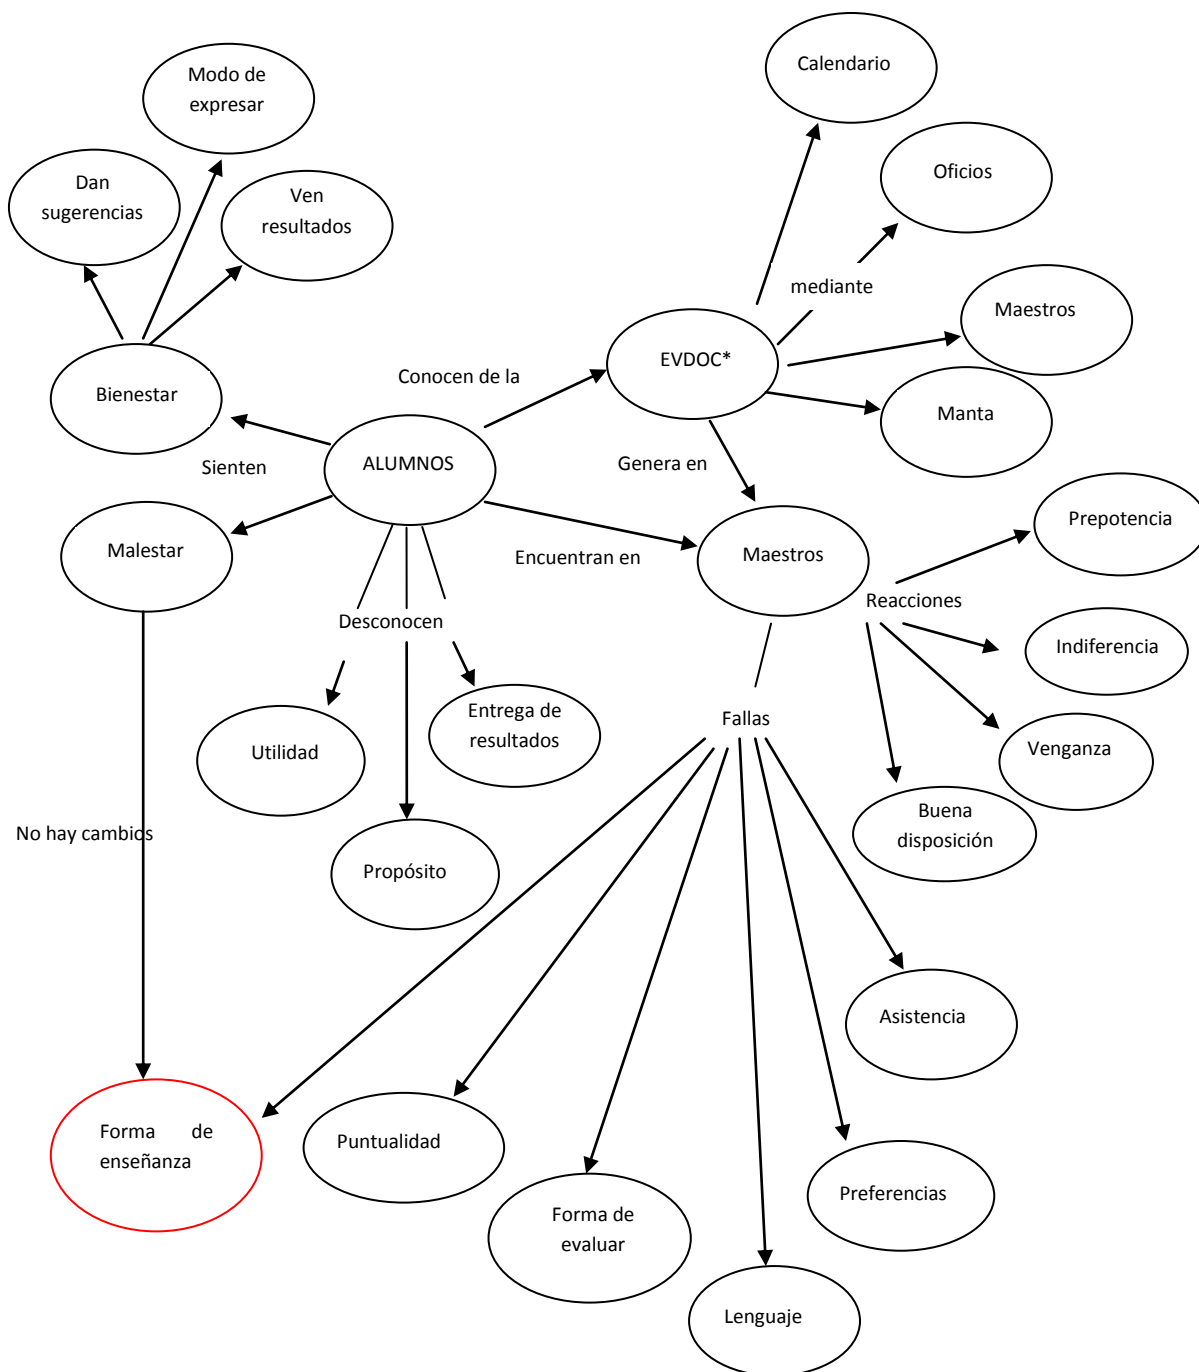 Calendario
Modo de
expresar
Oficios
Dan
sugerencias
Ven
resultados
mediante
Maestros
EVDOC*
Conocen de la
Bienestar
Manta
Sienten
ALUMNOS
Genera en
Prepotencia
Malestar
Encuentran en
Maestros
Reacciones
Desconocen
Indiferencia
Entrega de
resultados
Fallas
Utilidad
Venganza
No hay cambios
Buena
disposición
Propósito
Asistencia
Forma de
enseñanza
Puntualidad
Preferencias
Forma de
evaluar
Lenguaje